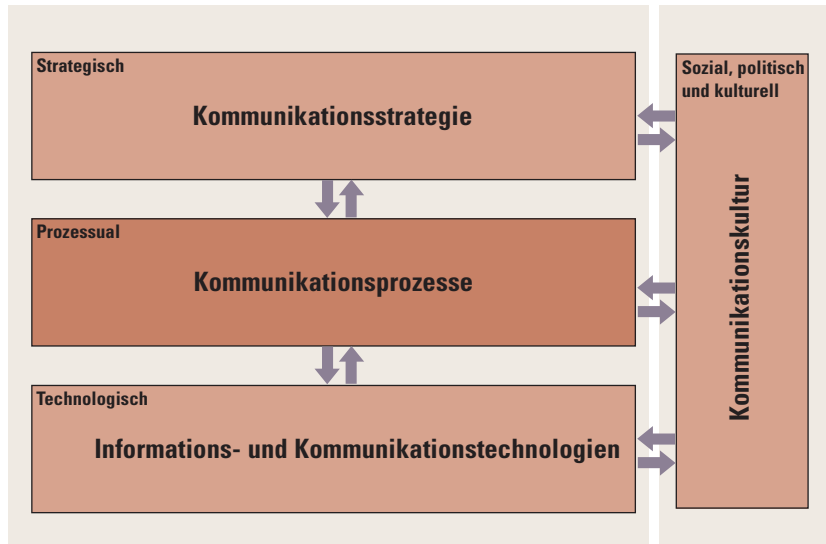 Strategisch
Kommunikationsstrategie
Prozessual
Kommunikationsprozesse
Technologisch
Informations- und Kommunikationstechnologien
Sozial, politisch
und kulturell
Kommunikationskultur